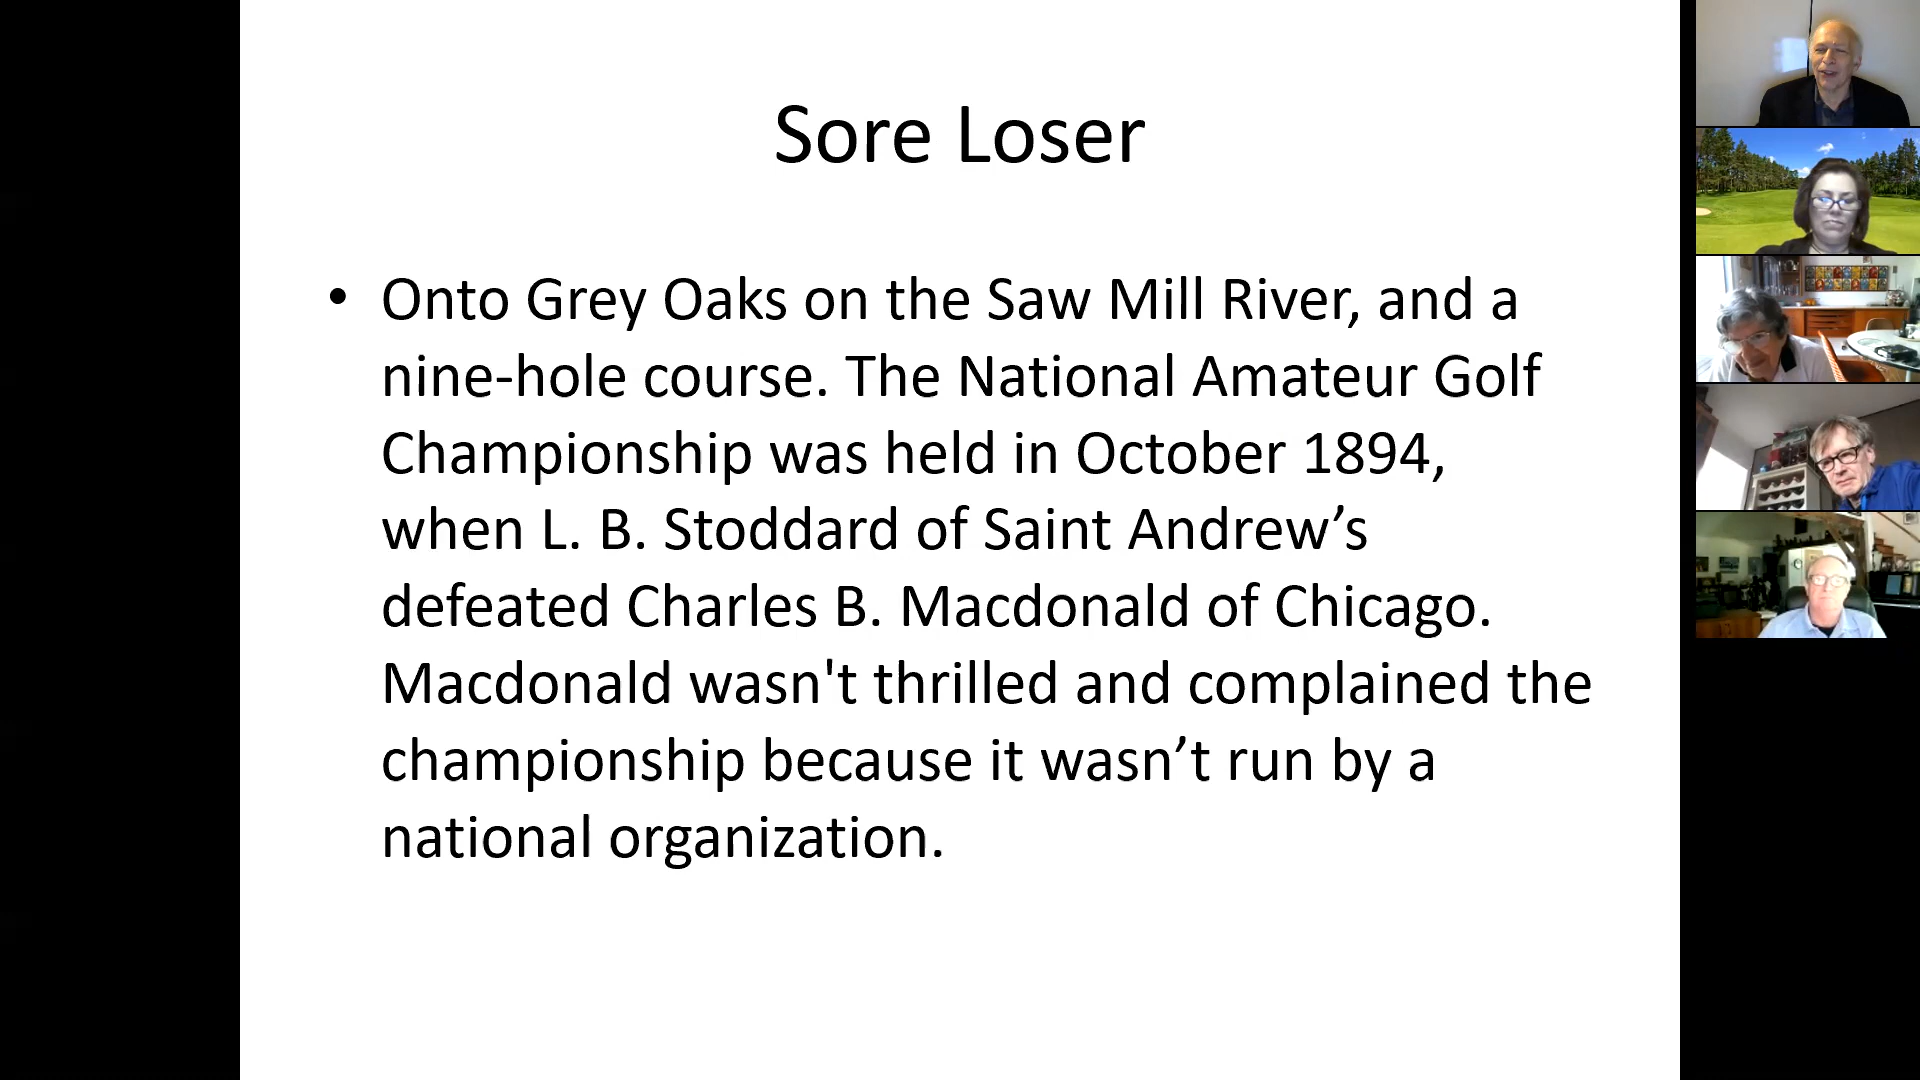 Sore Loser
• Onto Grey Oaks on the Saw Mill River, and a
nine-hole course. The National Amateur Golf
Championship was held in October 1894,
when L. B. Stoddard of Saint Andrew’s
defeated Charles B. Macdonald of Chicago.
Macdonald wasn't thrilled and complained the
championship because it wasn’t run by a
national organization.